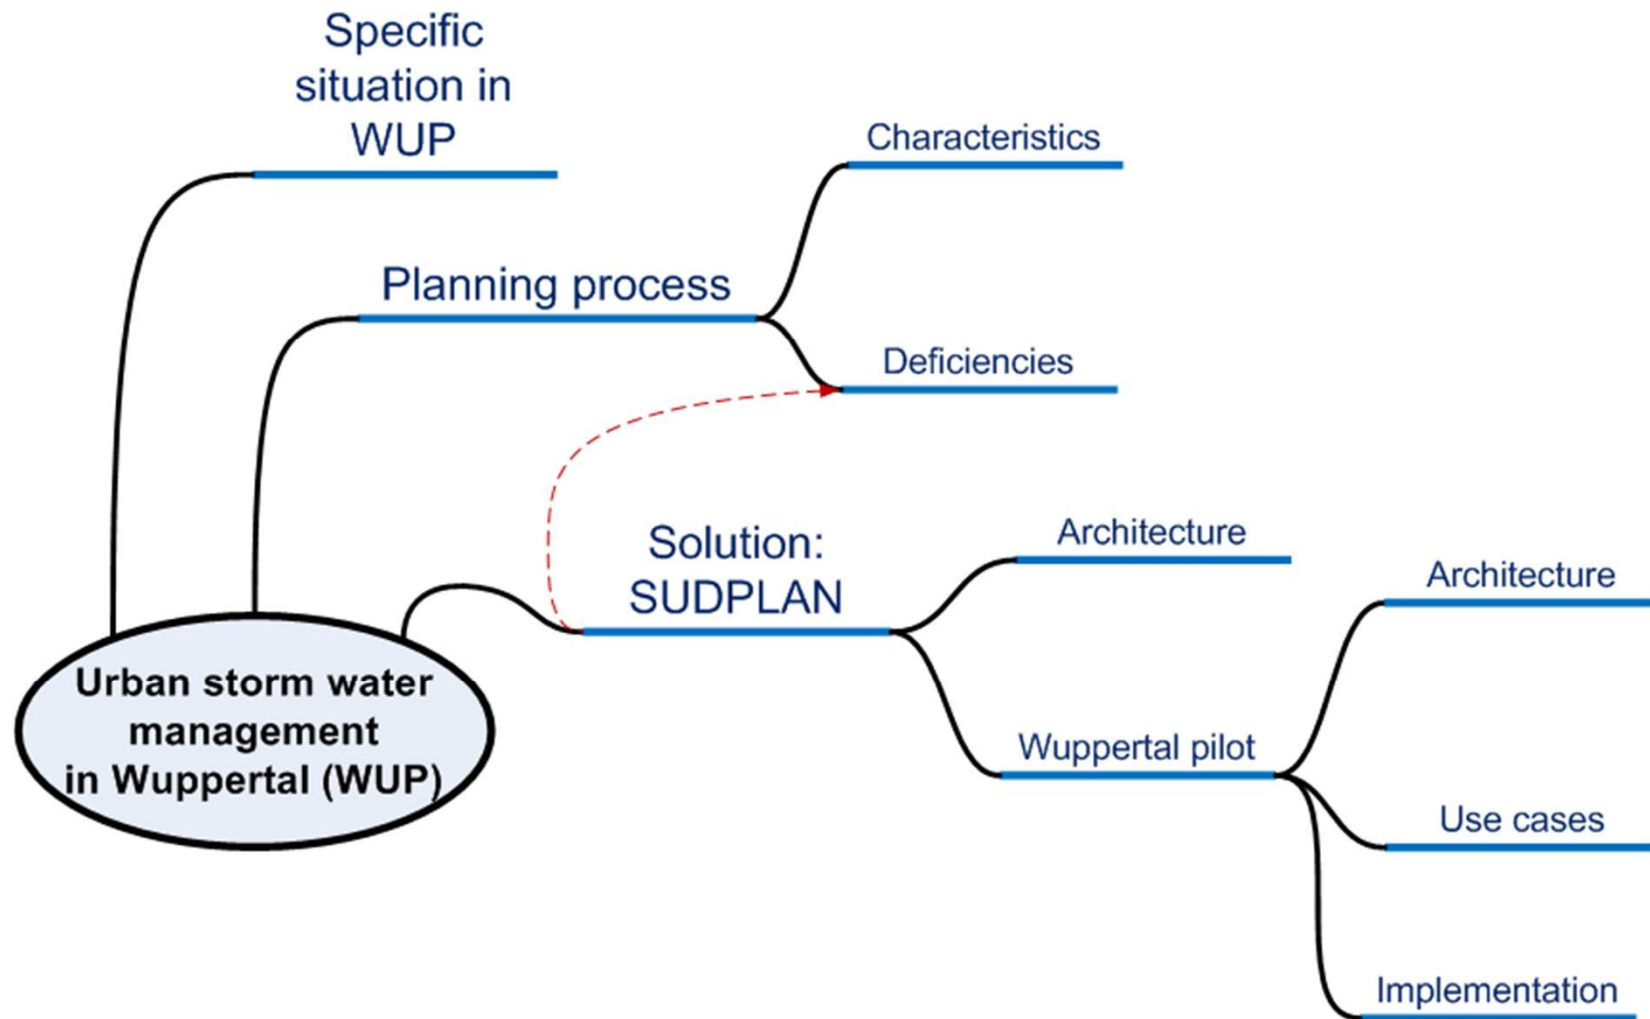 Specific
situation in
WUP
Characteristics
Planning process
Deficiencies
Solution:
SUDPLAN
Architecture
Architecture
Urban storm water
management
in Wuppertal (WUP)
Wuppertal pilot
Use cases
Implementation